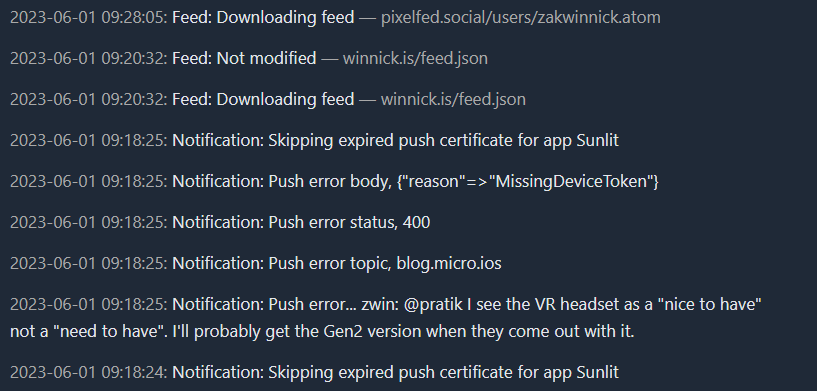 2023-06-01 09:28:05: Feed: Downloading feed — pixelfed.social/users/zakwinnick.atom
2023-06-01 09:20:32: Feed: Not modified — winnick.is/feed.json
2023-06-01 09:20:32: Feed: Downloading feed — winnick.is/feed.json
2023-06-01 09:18:25: Notification: Skipping expired push certificate for app Sunlit
2023-06-01 09:18:25: Notification: Push error body, {"reason"=>"MissingDeviceToken"}
2023-06-01 09:18:25: Notification: Push error status, 400
2023-06-01 09:18:25: Notification: Push error topic, blog.micro.ios
2023-06-01 09:18:25: Notification: Push error... zwin: @pratik I see the VR headset as a "nice to have"
not a "need to have". I'll probably get the Gen2 version when they come out with it.
2023-06-01 09:18:24: Notification: Skipping expired push certificate for app Sunlit